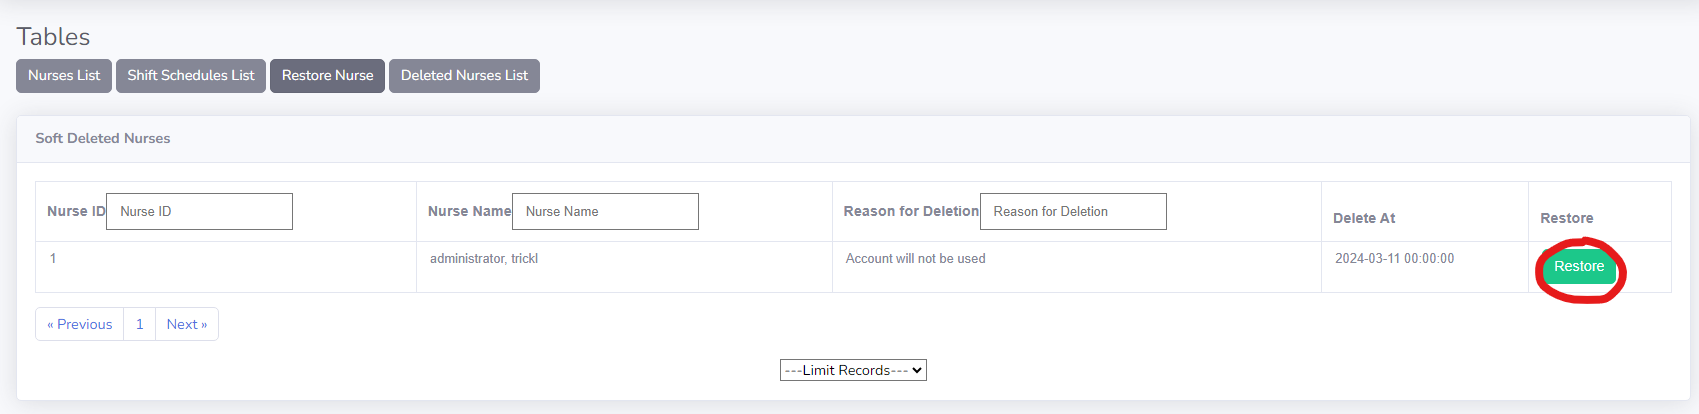 Tables
Nurses List Shift Schedules List Restore Nurse Deleted Nurses List
Soft Deleted Nurses
Nurse ID Nurse ID Nurse Name Nurse Name Reason for Deletion Reason for Deletion Delete At Restore
1 administrator, trickl Account will not be used 2024-03-11 00:00:00 Restore
« Previous 1 Next »
---Limit Records---